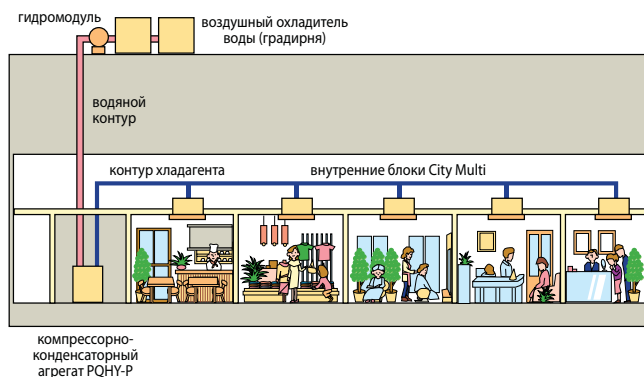 гидромодуль
воздушный охладитель
воды (градирня)
водяной
контур
контур хладагента
внутренние блоки City Multi
компрессорно-
конденсаторный
агрегат PQHY-P